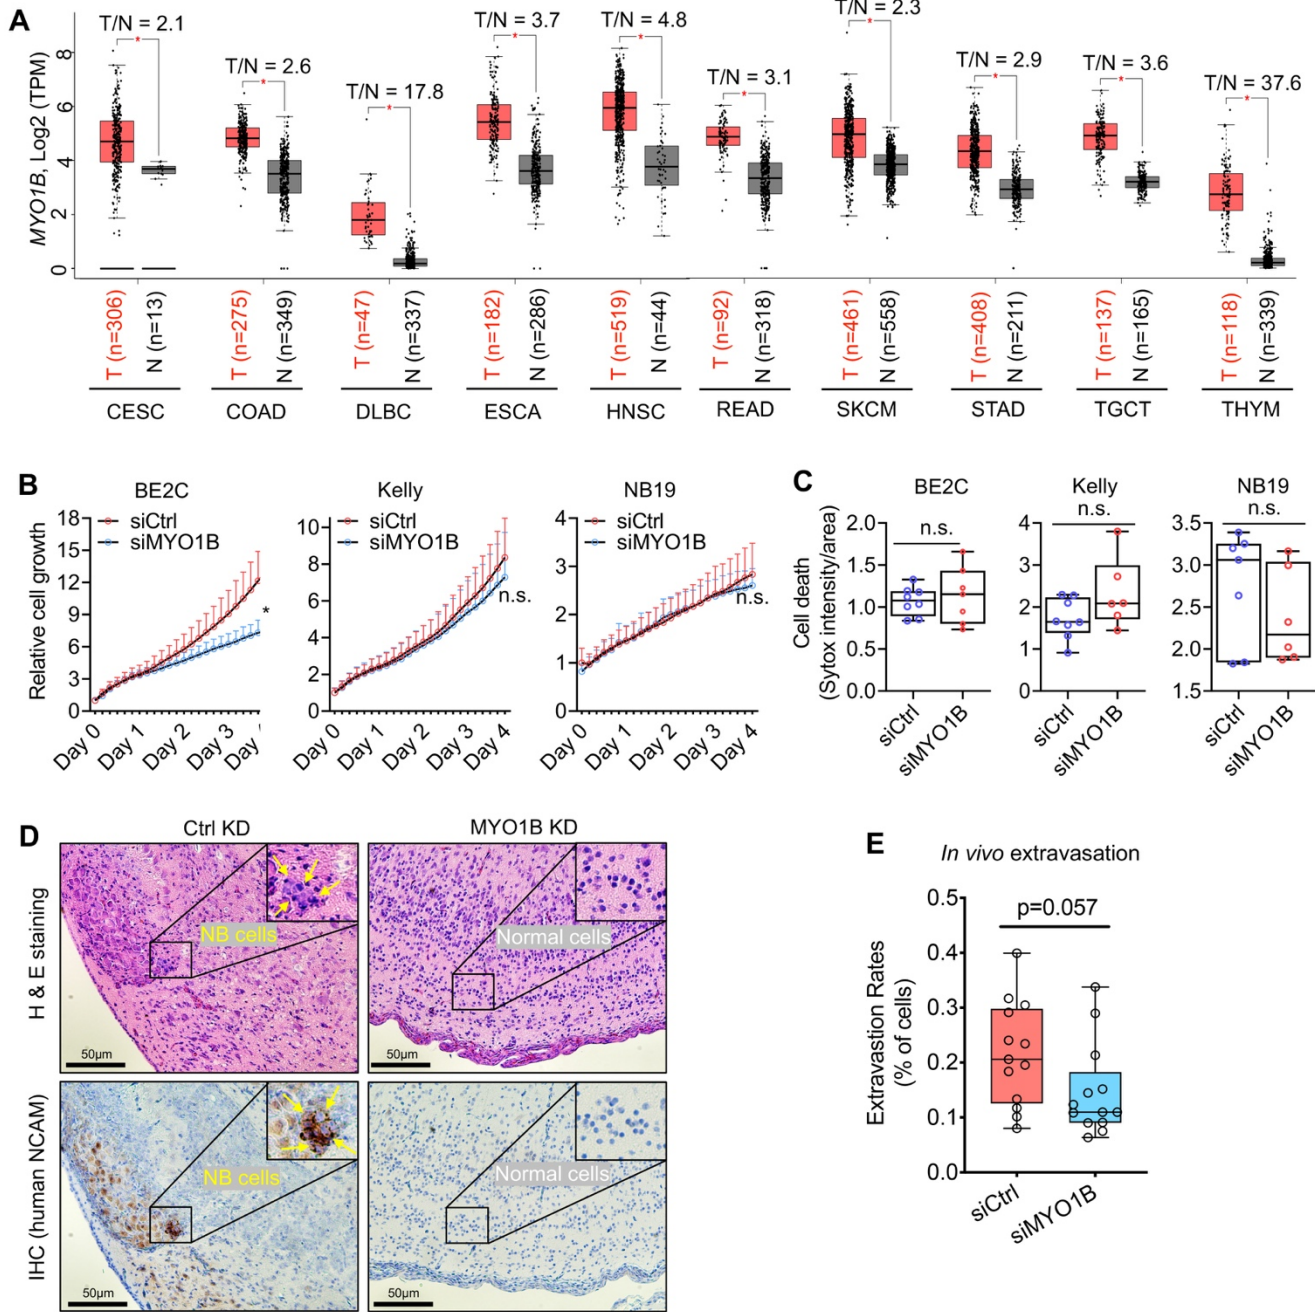 A
T/N = 2.1
T/N = 2.6
T/N = 17.8
T/N = 3.7
T/N = 4.8
T/N = 3.1
T/N = 2.3
T/N = 2.9
T/N = 3.6
T/N = 37.6
* * * * * * * * * *
MYO1B, Log2 (TPM)
8
6
4
2
0
T (n=306)
N (n=13)
T (n=275)
N (n=349)
T (n=47)
N (n=337)
T (n=182)
N (n=286)
T (n=519)
N (n=44)
T (n=92)
N (n=318)
T (n=461)
N (n=558)
T (n=408)
N (n=211)
T (n=137)
N (n=165)
T (n=118)
N (n=339)
CESC COAD DLBC ESCA HNSC READ SKCM STAD TGCT THYM
B
Relative cell growth
BE2C
siCtrl
siMYO1B
18
15
12
9
6
3
0
*
Day 0 Day 1 Day 2 Day 3 Day
Kelly
siCtrl
siMYO1B
10
8
6
4
2
0
n.s.
Day 0 Day 1 Day 2 Day 3 Day 4
NB19
siCtrl
siMYO1B
4
3
2
1
0
n.s.
Day 0 Day 1 Day 2 Day 3 Day 4
C
Cell death
(Sytox intensity/area)
BE2C
n.s.
2.0
1.5
1.0
0.5
0.0
siCtrl
siMYO1B
Kelly
n.s.
4
3
2
1
0
siCtrl
siMYO1B
NB19
n.s.
3.5
3.0
2.5
2.0
1.5
siCtrl
siMYO1B
D
Ctrl KD
MYO1B KD
H & E staining
NB cells
50µm
Normal cells
50µm
IHC (human NCAM)
NB cells
50µm
Normal cells
50µm
E
In vivo extravasation
p=0.057
Extravasation Rates
(% of cells)
0.5
0.4
0.3
0.2
0.1
0.0
siCtrl
siMYO1B